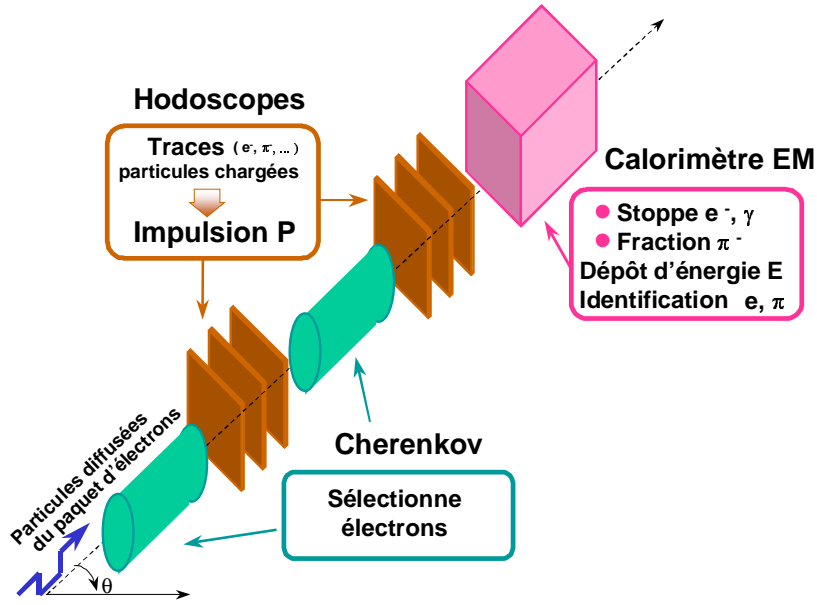 Hodoscopes
Traces ( e-, π-, ... )
particules chargées
Impulsion P
Calorimètre EM
● Stoppe e -, γ
● Fraction π -
Dépôt d'énergie E
Identification e, π
Cherenkov
Sélectionne
électrons
Particules diffusées
du paquet d'électrons
θ